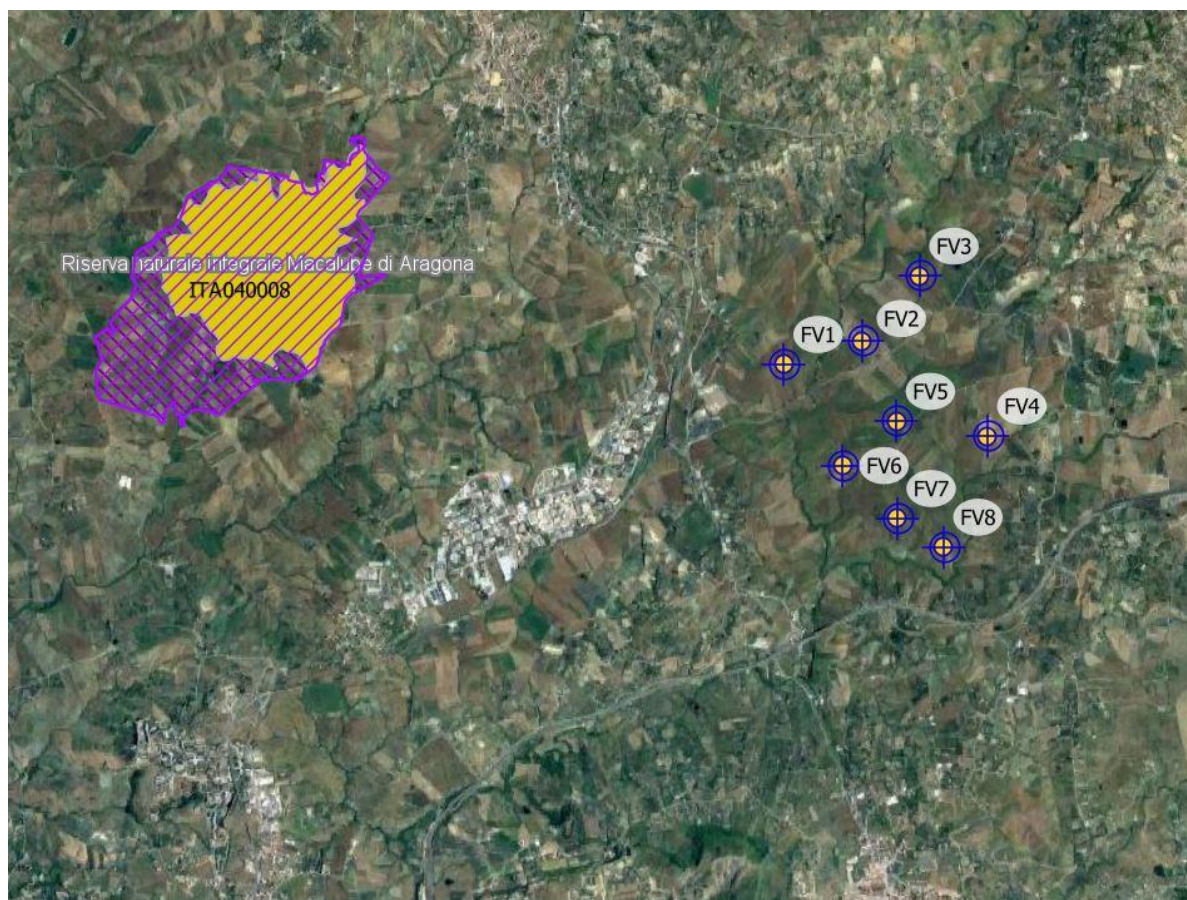 Riserva naturale integrale Macalube di Aragona
ITA040008
FV3
FV2
FV1
FV5
FV4
FV6
FV7
FV8